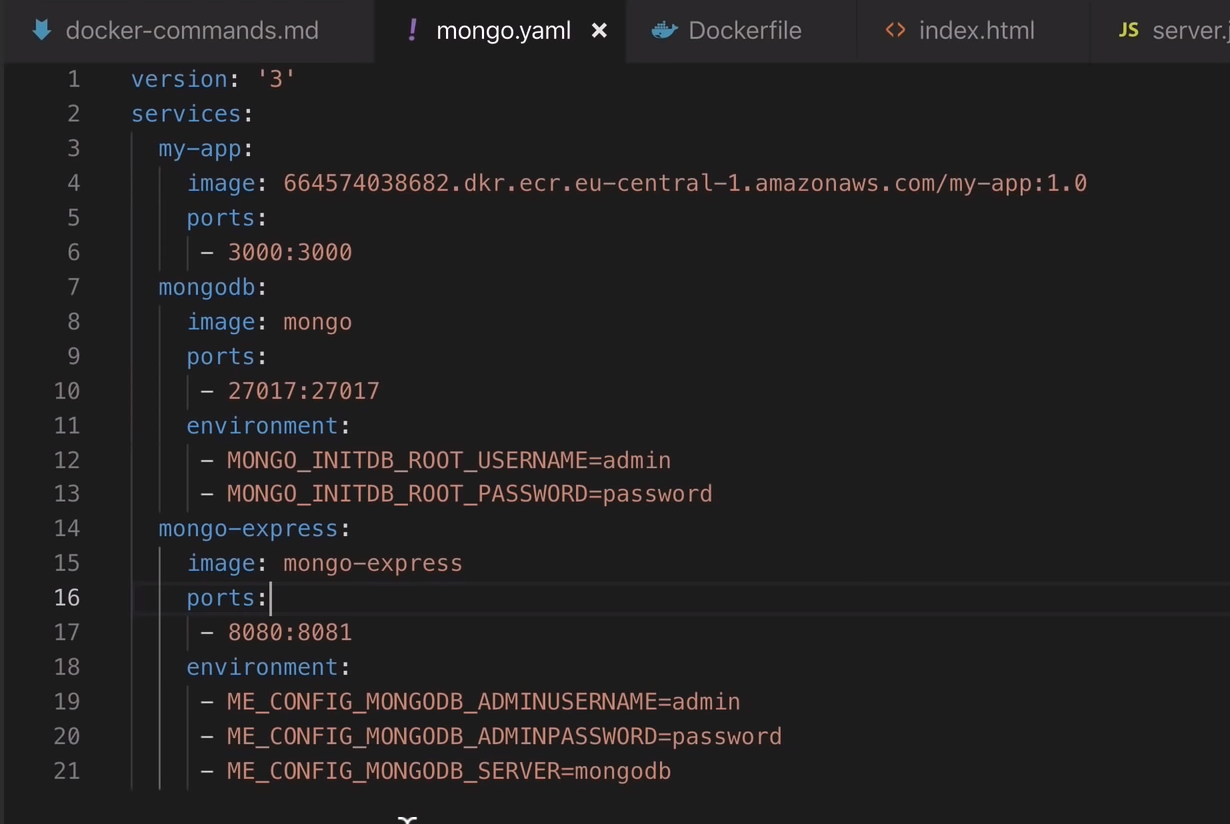 docker-commands.md mongo.yaml Dockerfile index.html JS server.
1 version: '3'
2 services:
3 my-app:
4 image: 664574038682.dkr.ecr.eu-central-1.amazonaws.com/my-app:1.0
5 ports:
6 - 3000:3000
7 mongodb:
8 image: mongo
9 ports:
10 - 27017:27017
11 environment:
12 - MONGO_INITDB_ROOT_USERNAME=admin
13 - MONGO_INITDB_ROOT_PASSWORD=password
14 mongo-express:
15 image: mongo-express
16 ports:
17 - 8080:8081
18 environment:
19 - ME_CONFIG_MONGODB_ADMINUSERNAME=admin
20 - ME_CONFIG_MONGODB_ADMINPASSWORD=password
21 - ME_CONFIG_MONGODB_SERVER=mongodb